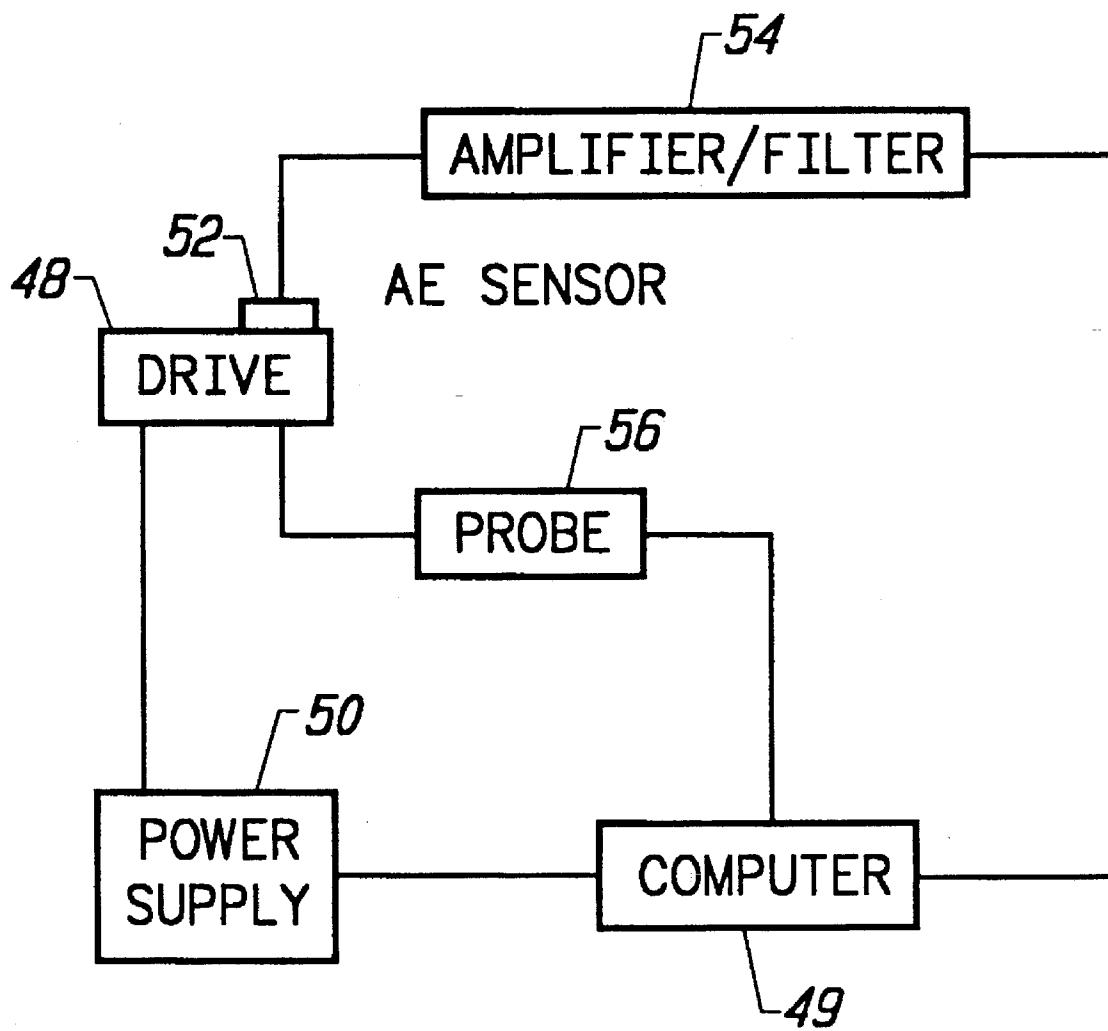 54
AMPLIFIER/FILTER
52
48
AE SENSOR
DRIVE
56
PROBE
50
POWER
SUPPLY
COMPUTER
49